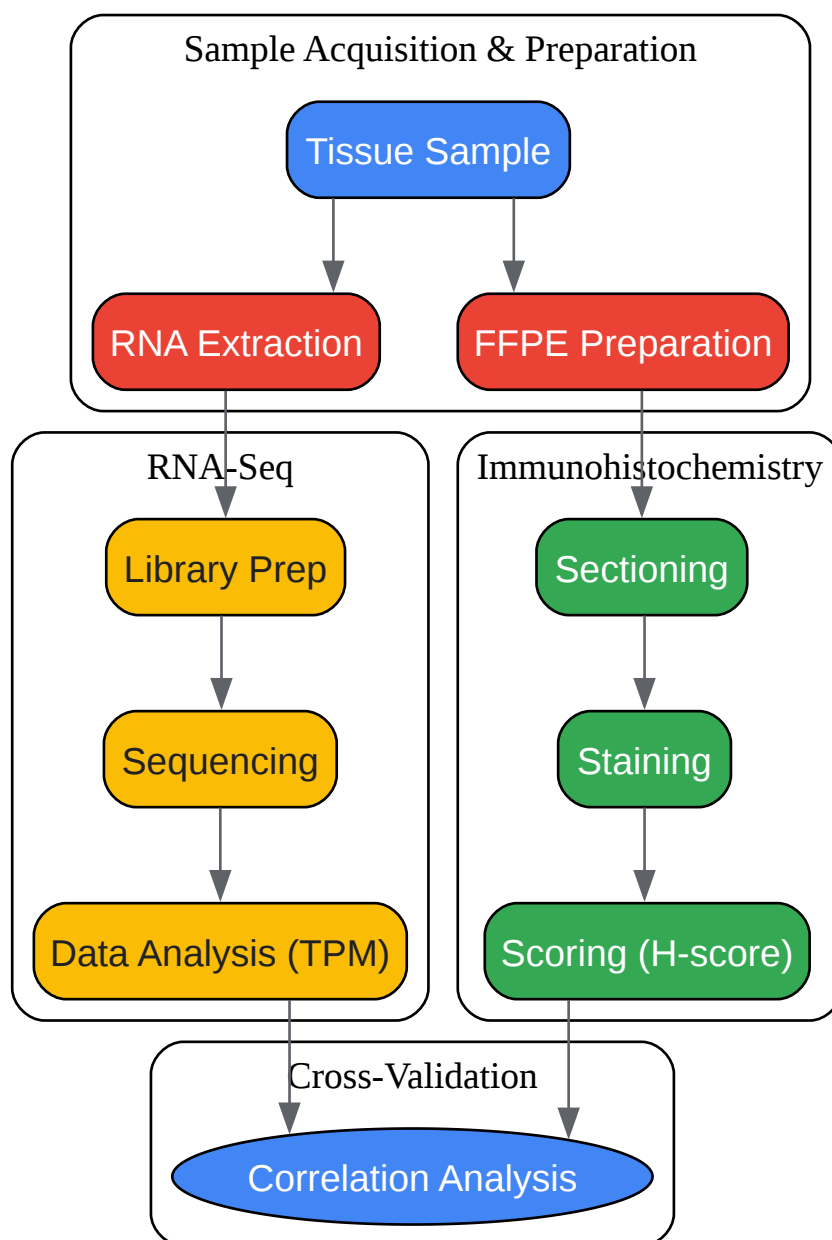 Sample Acquisition & Preparation
Tissue Sample
RNA Extraction
FFPE Preparation
RNA-Seq
Immunohistochemistry
Library Prep
Sectioning
Sequencing
Staining
Data Analysis (TPM)
Scoring (H-score)
Cross-Validation
Correlation Analysis